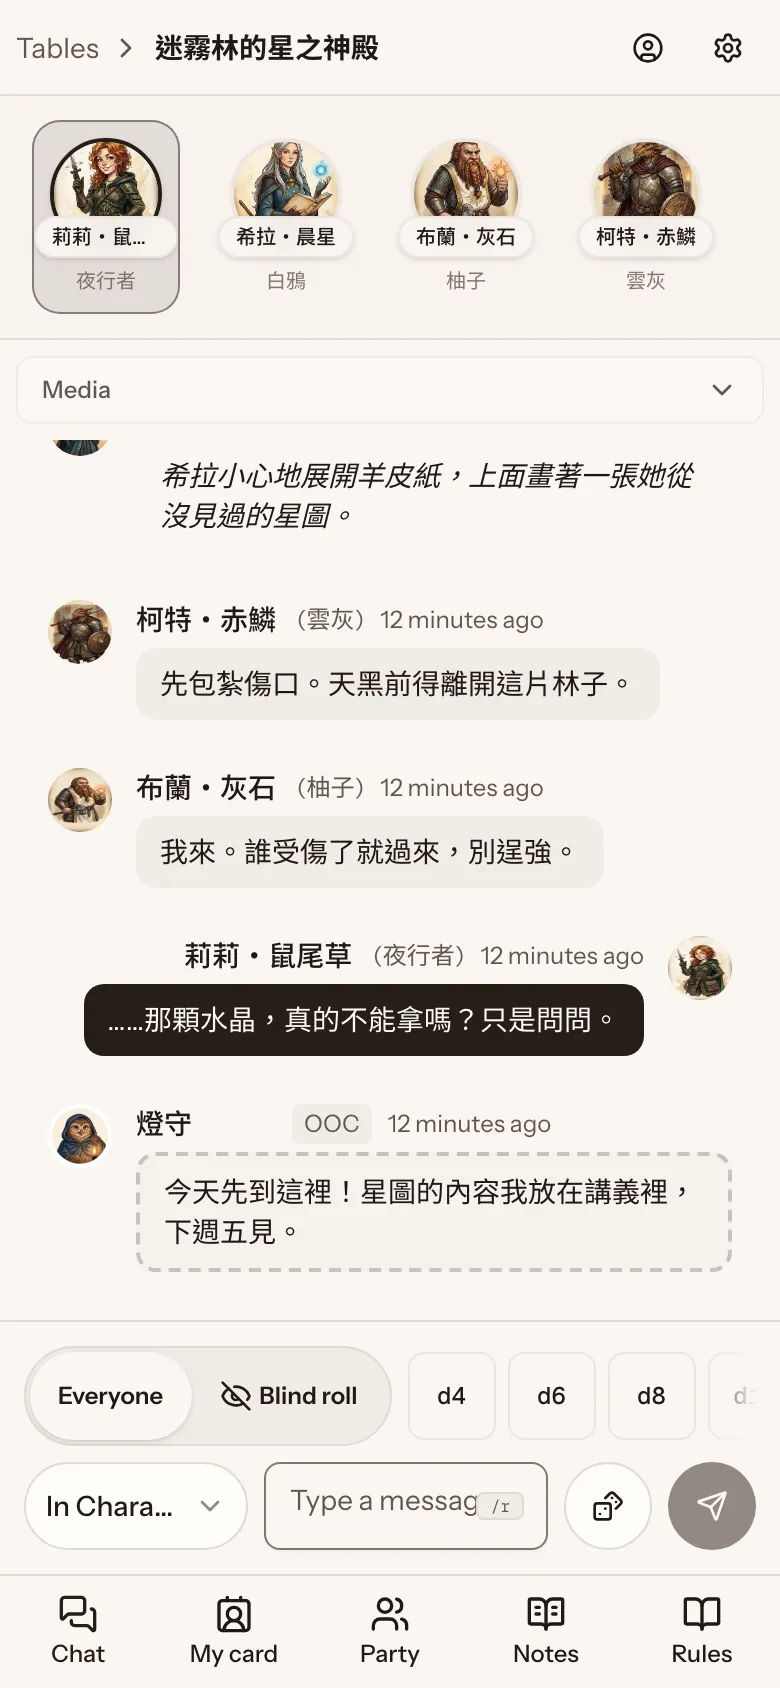 Tables > 迷霧林的星之神殿
莉莉・鼠... 希拉・晨星 布蘭・灰石 柯特・赤鱗
夜行者 白鴉 柚子 雲灰
Media
希拉小心地展開羊皮紙，上面畫著一張她從
沒見過的星圖。
柯特・赤鱗 （雲灰） 12 minutes ago
先包紮傷口。天黑前得離開這片林子。
布蘭・灰石 （柚子） 12 minutes ago
我來。誰受傷了就過來，別逞強。
莉莉・鼠尾草 （夜行者） 12 minutes ago
……那顆水晶，真的不能拿嗎？只是問問。
燈守 OOC 12 minutes ago
今天先到這裡！星圖的內容我放在講義裡，
下週五見。
Everyone Blind roll d4 d6 d8
In Chara... Type a messag /r
Chat My card Party Notes Rules